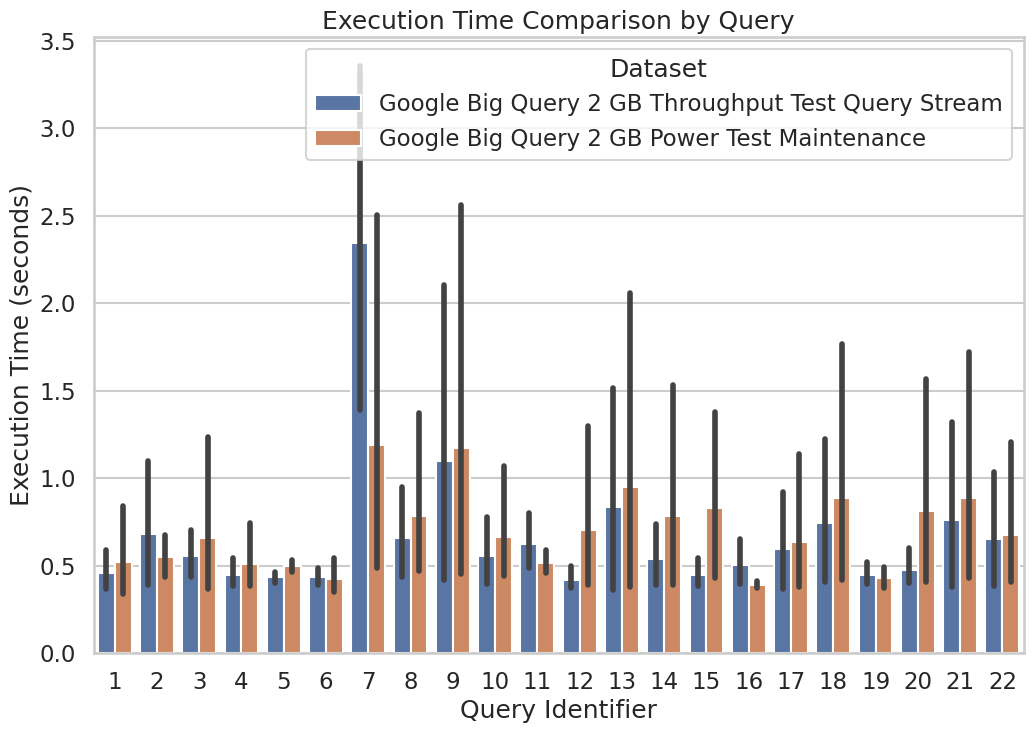 Execution Time Comparison by Query
3.5
3.0
2.5
2.0
1.5
1.0
0.5
0.0
Execution Time (seconds)
Dataset
Google Big Query 2 GB Throughput Test Query Stream
Google Big Query 2 GB Power Test Maintenance
1 2 3 4 5 6 7 8 9 10 11 12 13 14 15 16 17 18 19 20 21 22
Query Identifier